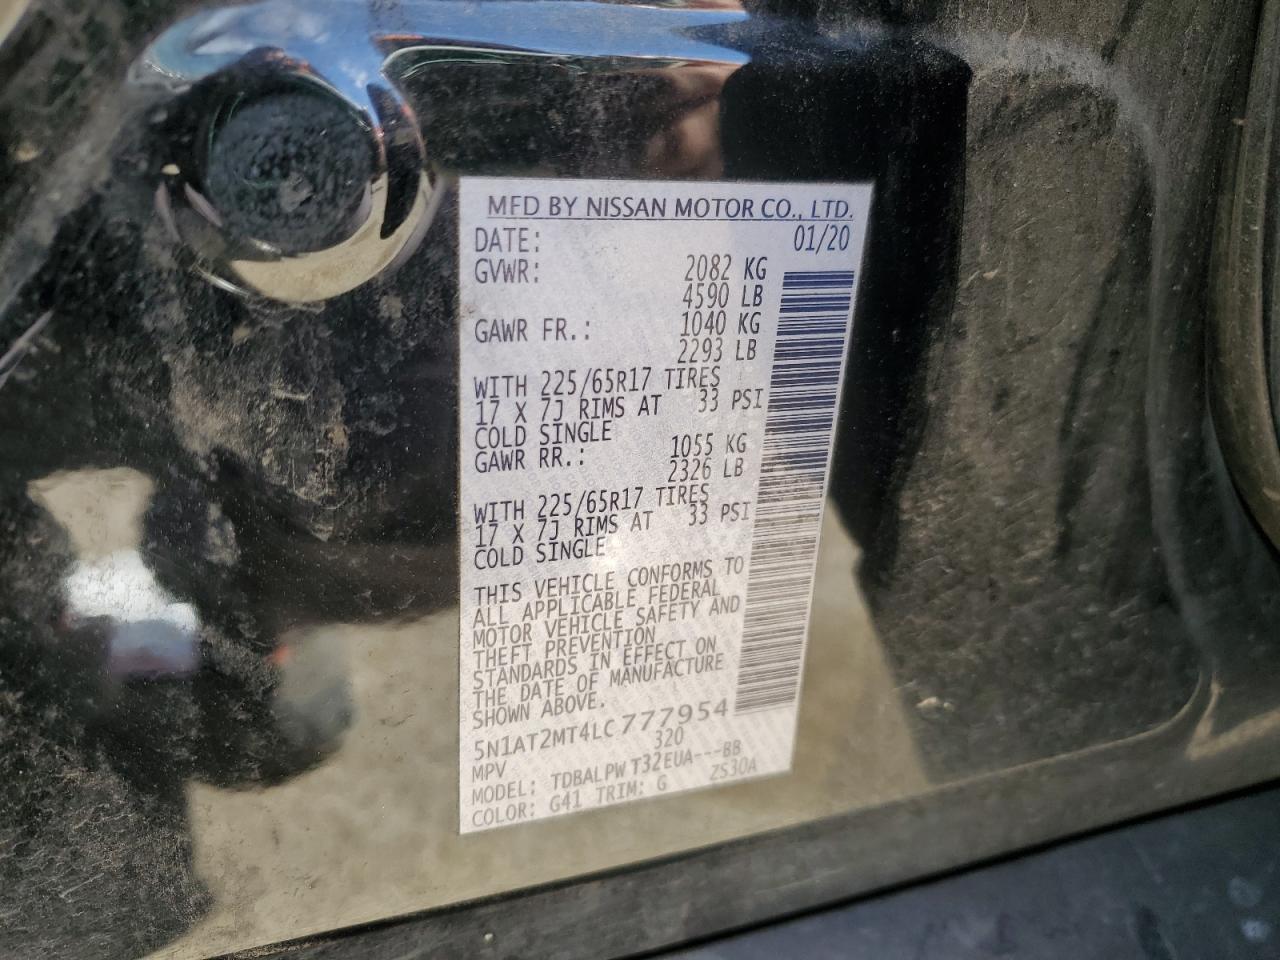 MFD BY NISSAN MOTOR CO., LTD.
DATE: 01/20
GVWR: 2082 KG
4590 LB
GAWR FR.: 1040 KG
2293 LB
WITH 225/65R17 TIRES
17 X 7J RIMS AT 33 PSI
COLD SINGLE
GAWR RR.: 1055 KG
2326 LB
WITH 225/65R17 TIRES
17 X 7J RIMS AT 33 PSI
COLD SINGLE
THIS VEHICLE CONFORMS TO
ALL APPLICABLE FEDERAL
MOTOR VEHICLE SAFETY AND
THEFT PREVENTION
STANDARDS IN EFFECT ON
THE DATE OF MANUFACTURE
SHOWN ABOVE.
5N1AT2MT4LC777954
MPV 320
MODEL: TDBALPW T32EUA---BB
COLOR: G41 TRIM: G ZS30A